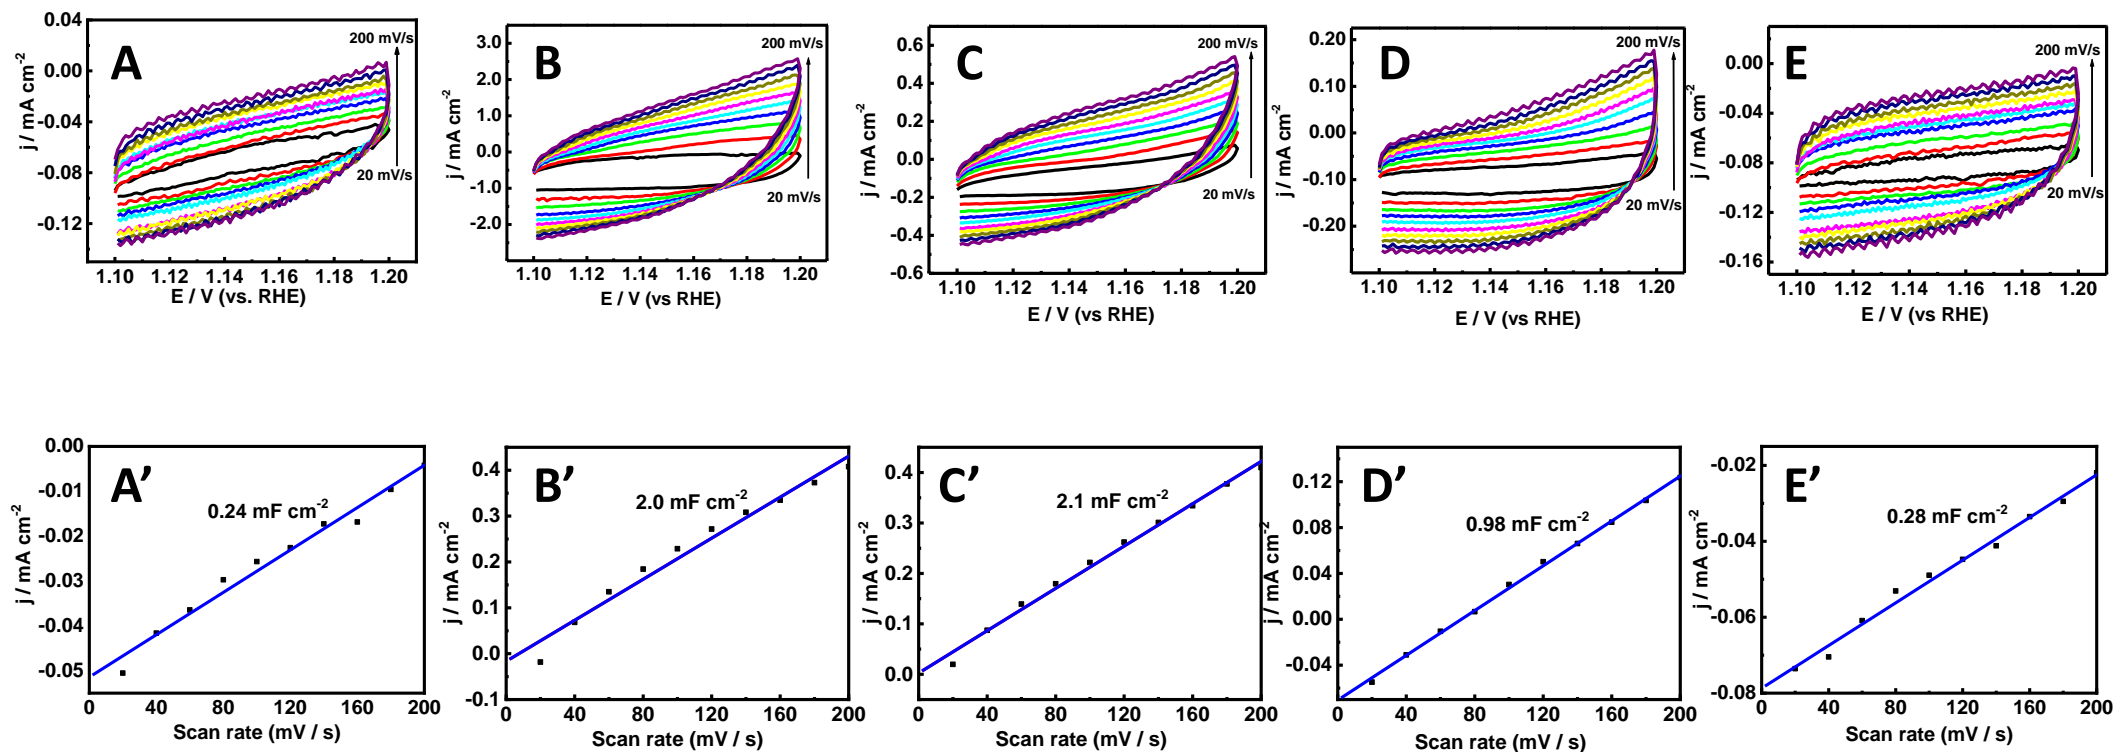 A
0.04
0.00
-0.04
-0.08
-0.12
j / mA cm-2
200 mV/s
20 mV/s
1.10 1.12 1.14 1.16 1.18 1.20
E / V (vs. RHE)
B
3.0
2.0
1.0
0.0
-1.0
-2.0
j / mA cm-2
200 mV/s
20 mV/s
1.10 1.12 1.14 1.16 1.18 1.20
E / V (vs RHE)
C
0.6
0.4
0.2
0.0
-0.2
-0.4
-0.6
j / mA cm-2
200 mV/s
20 mV/s
1.10 1.12 1.14 1.16 1.18 1.20
E / V (vs RHE)
D
0.20
0.10
0.00
-0.10
-0.20
j / mA cm-2
200 mV/s
20 mV/s
1.10 1.12 1.14 1.16 1.18 1.20
E / V (vs RHE)
E
0.00
-0.04
-0.08
-0.12
-0.16
j / mA cm-2
200 mV/s
20 mV/s
1.10 1.12 1.14 1.16 1.18 1.20
E / V (vs RHE)
A’
0.00
-0.01
-0.02
-0.03
-0.04
-0.05
j / mA cm-2
0.24 mF cm-2
0 40 80 120 160 200
Scan rate (mV / s)
B’
0.4
0.3
0.2
0.1
0.0
-0.1
j / mA cm-2
2.0 mF cm-2
0 40 80 120 160 200
Scan rate (mV / s)
C’
0.4
0.3
0.2
0.1
0.0
j / mA cm-2
2.1 mF cm-2
0 40 80 120 160 200
Scan rate (mV / s)
D’
0.12
0.08
0.04
0.00
-0.04
j / mA cm-2
0.98 mF cm-2
0 40 80 120 160 200
Scan rate (mV / s)
E’
-0.02
-0.04
-0.06
-0.08
j / mA cm-2
0.28 mF cm-2
0 40 80 120 160 200
Scan rate (mV / s)